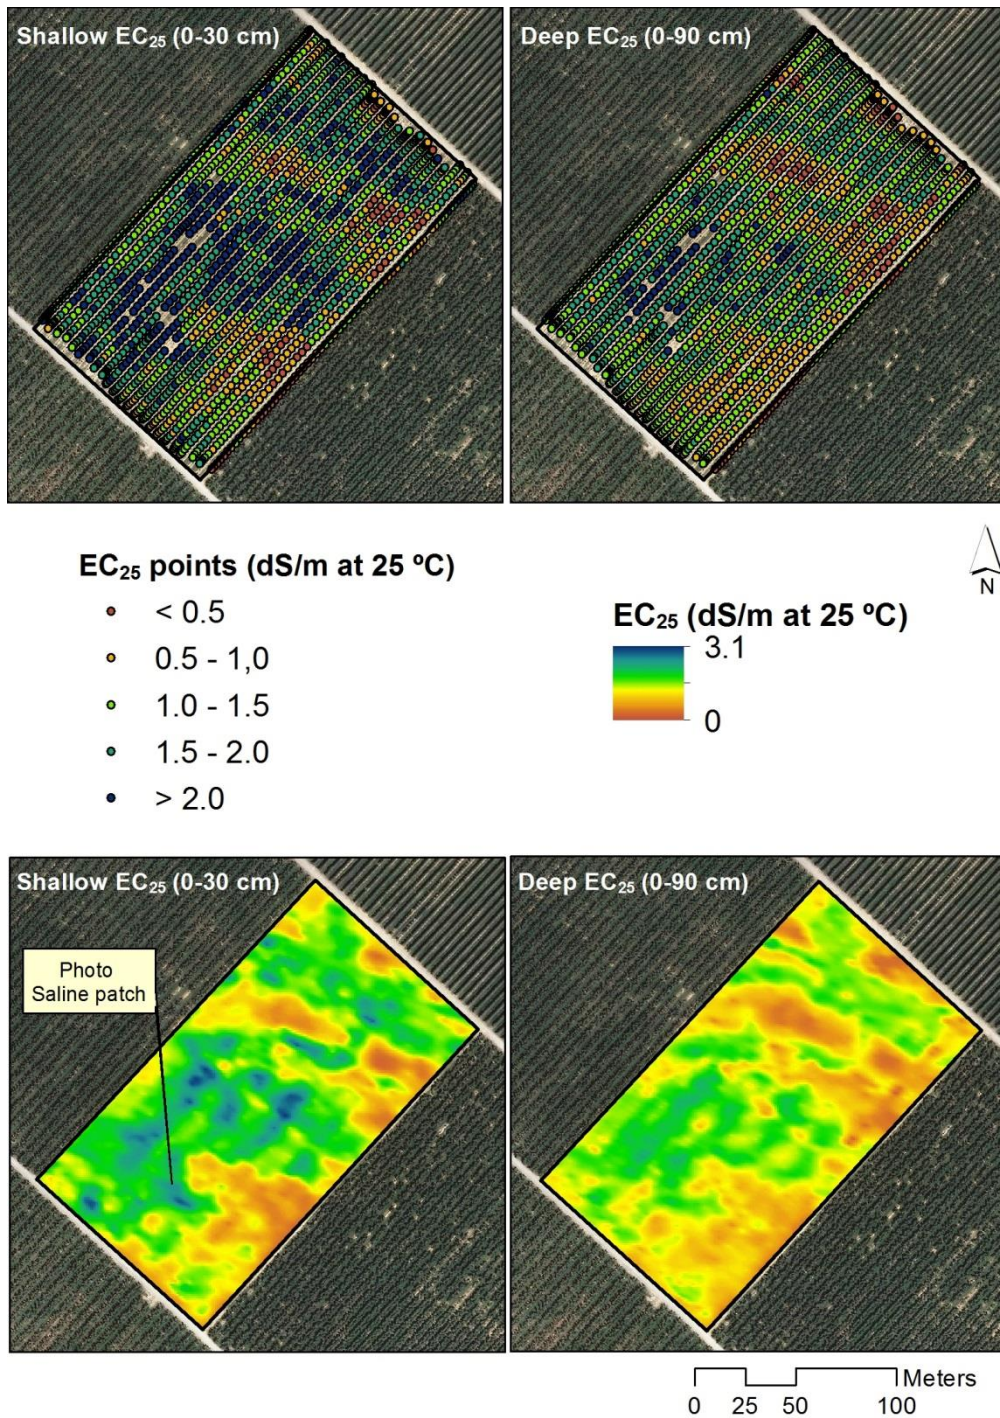 Shallow EC₂₅ (0-30 cm)
Deep EC₂₅ (0-90 cm)
EC₂₅ points (dS/m at 25 ºC)
< 0.5
0.5 - 1,0
1.0 - 1.5
1.5 - 2.0
> 2.0
N
EC₂₅ (dS/m at 25 ºC)
3.1
0
Shallow EC₂₅ (0-30 cm)
Deep EC₂₅ (0-90 cm)
Photo
Saline patch
Meters
0 25 50 100